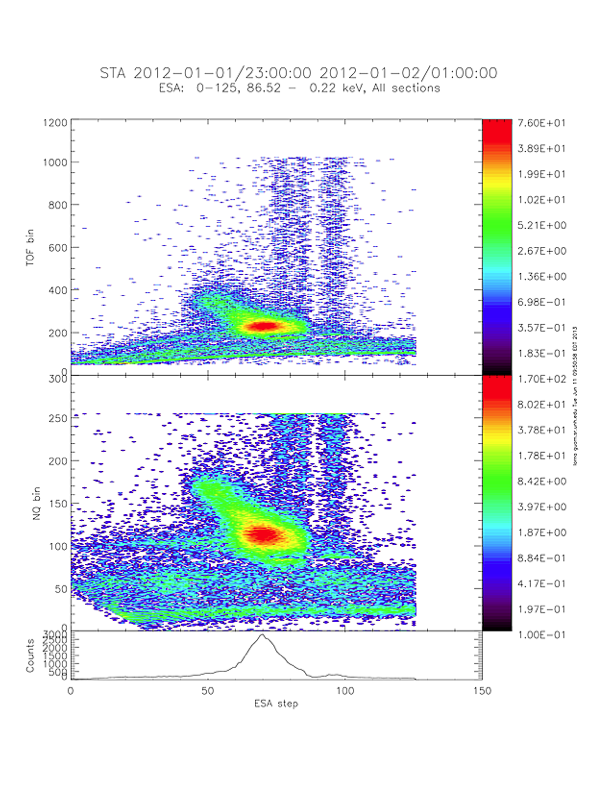 STA 2012-01-01/23:00:00 2012-01-02/01:00:00
ESA: 0-125, 86.52 - 0.22 keV, All sections
1200
1000
800
600
400
200
0
TOF bin
7.60E+01
3.89E+01
1.99E+01
1.02E+01
5.21E+00
2.67E+00
1.36E+00
6.98E-01
3.57E-01
1.83E-01
300
250
200
150
100
50
0
NQ bin
1.70E+02
8.02E+01
3.78E+01
1.78E+01
8.42E+00
3.97E+00
1.87E+00
8.84E-01
4.17E-01
1.97E-01
1.00E-01
3000
2500
2000
1500
1000
500
0
Counts
0
50
100
150
ESA step
Tue Jun 11
EDT 2013